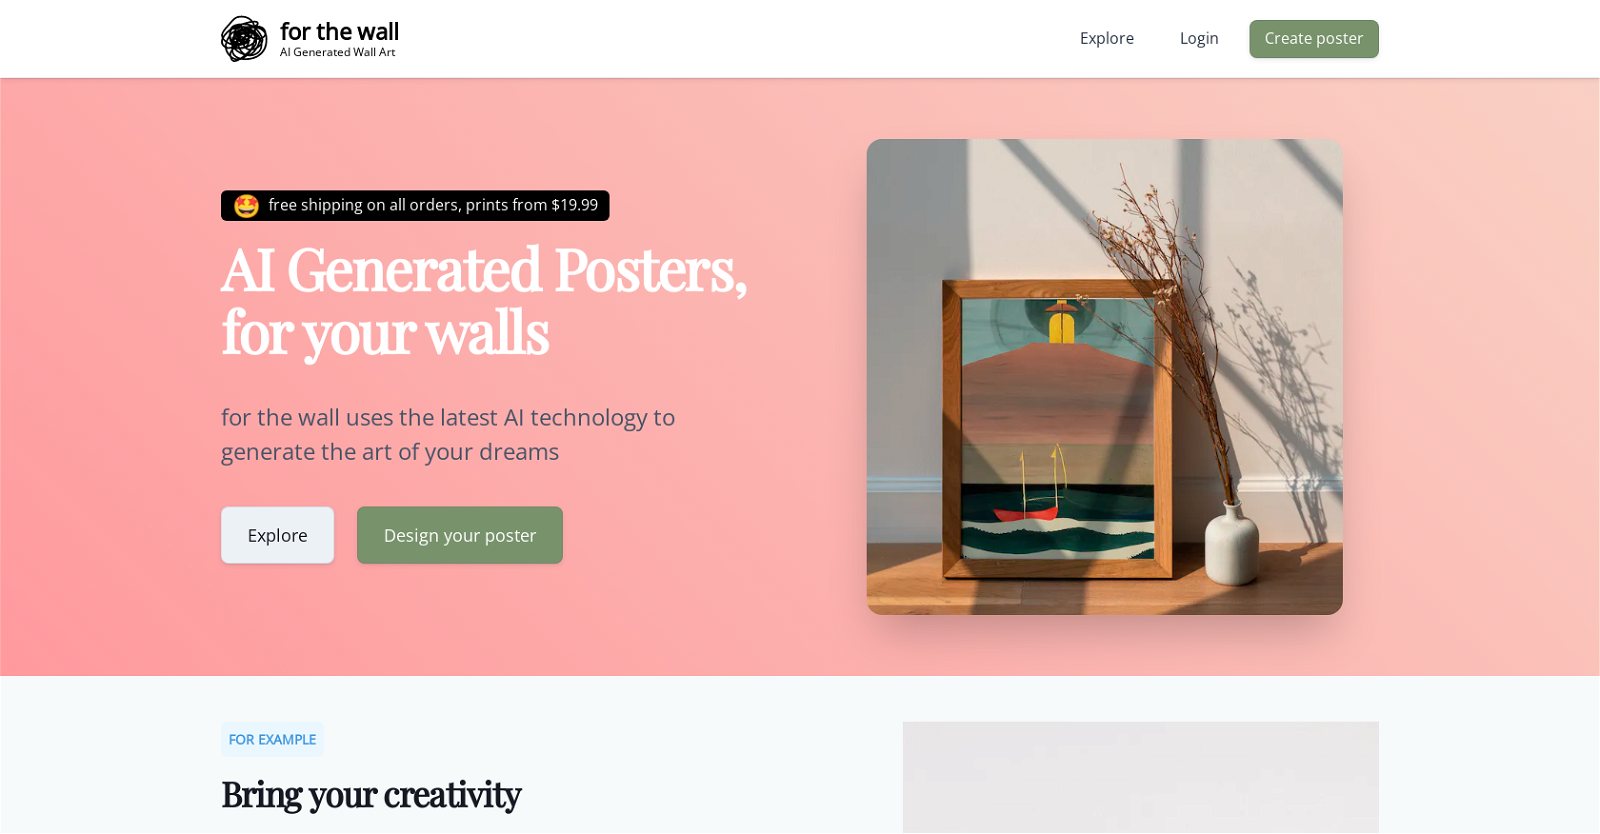 for the wall
AI Generated Wall Art
Explore
Login
Create poster
free shipping on all orders, prints from $19.99
AI Generated Posters,
for your walls
for the wall uses the latest AI technology to
generate the art of your dreams
Explore
Design your poster
FOR EXAMPLE
Bring your creativity